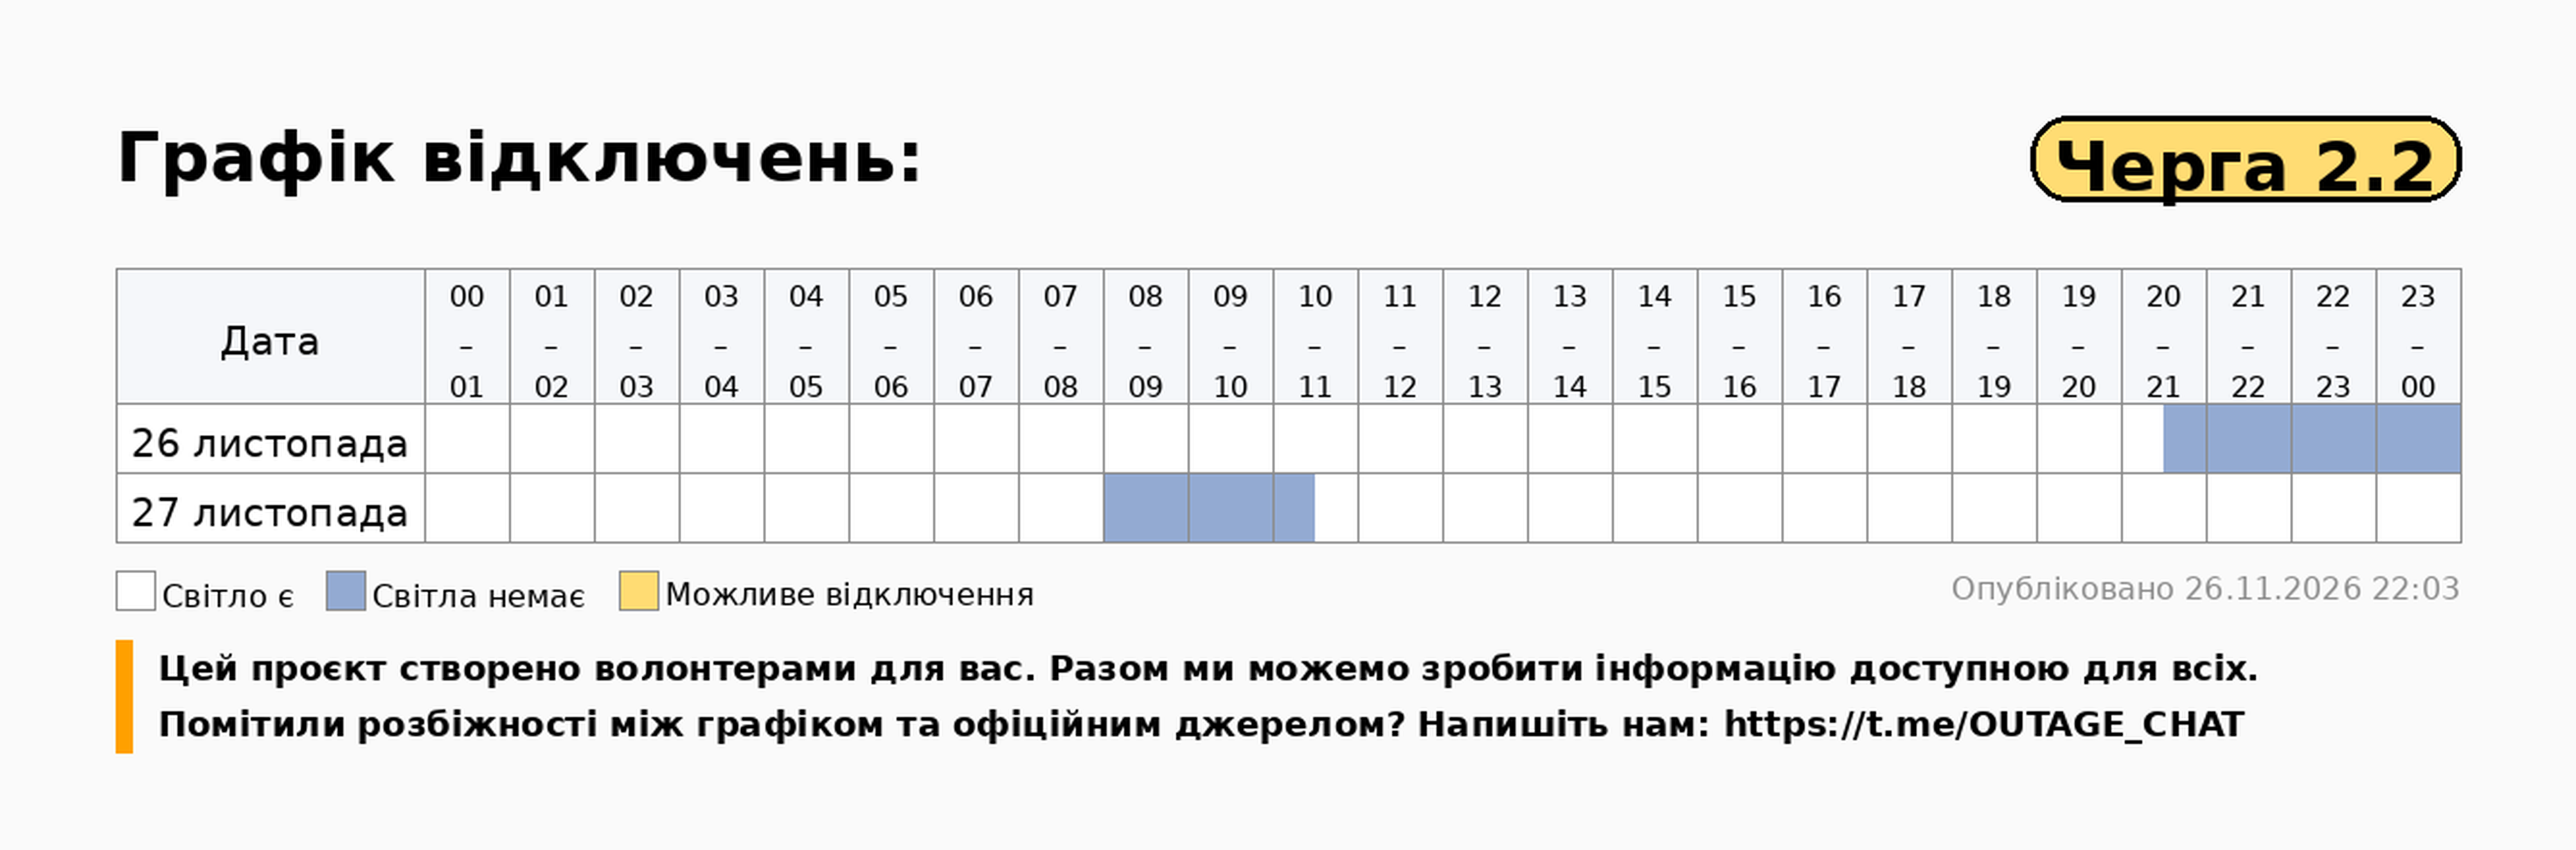 Графік відключень:
Черга 2.2
Дата 00 – 01 01 – 02 02 – 03 03 – 04 04 – 05 05 – 06 06 – 07 07 – 08 08 – 09 09 – 10 10 – 11 11 – 12 12 – 13 13 – 14 14 – 15 15 – 16 16 – 17 17 – 18 18 – 19 19 – 20 20 – 21 21 – 22 22 – 23 23 – 00
26 листопада
27 листопада
Світло є Світла немає Можливе відключення
Опубліковано 26.11.2026 22:03
Цей проєкт створено волонтерами для вас. Разом ми можемо зробити інформацію доступною для всіх.
Помітили розбіжності між графіком та офіційним джерелом? Напишіть нам: https://t.me/OUTAGE_CHAT